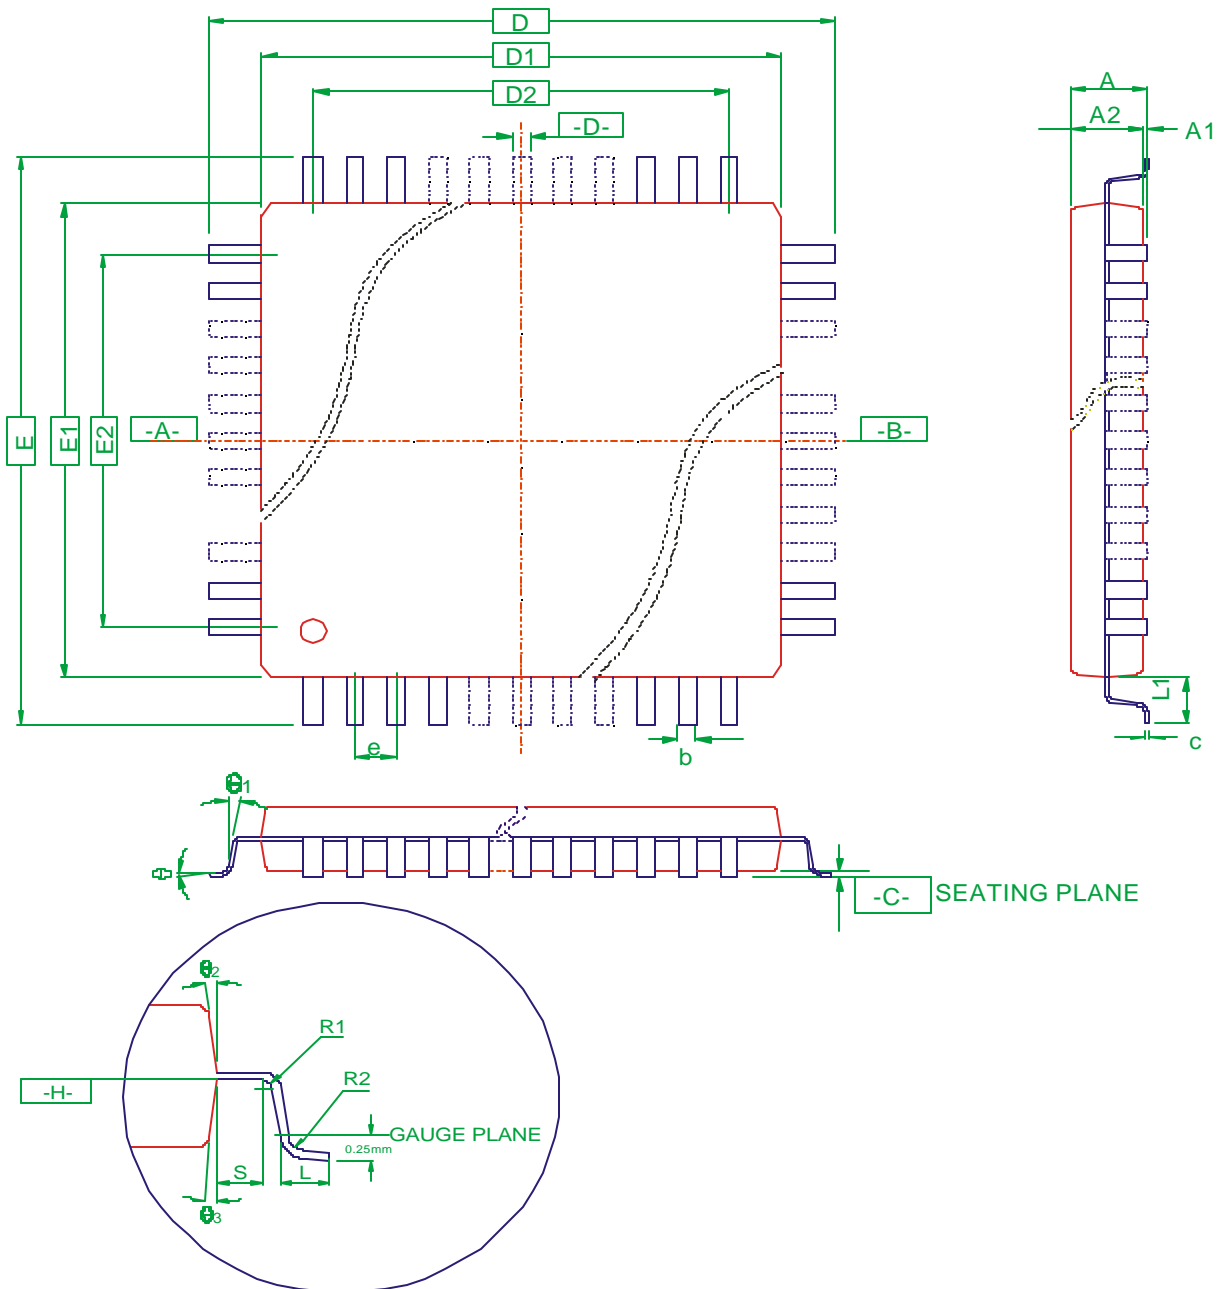 D
D1
D2
-D-
A
A2
A1
E
E1
E2
-A-
-B-
L1
e
b
c
θ1
θ
-C- SEATING PLANE
θ2
R1
R2
-H-
GAUGE PLANE
0.25mm
S
L
θ3